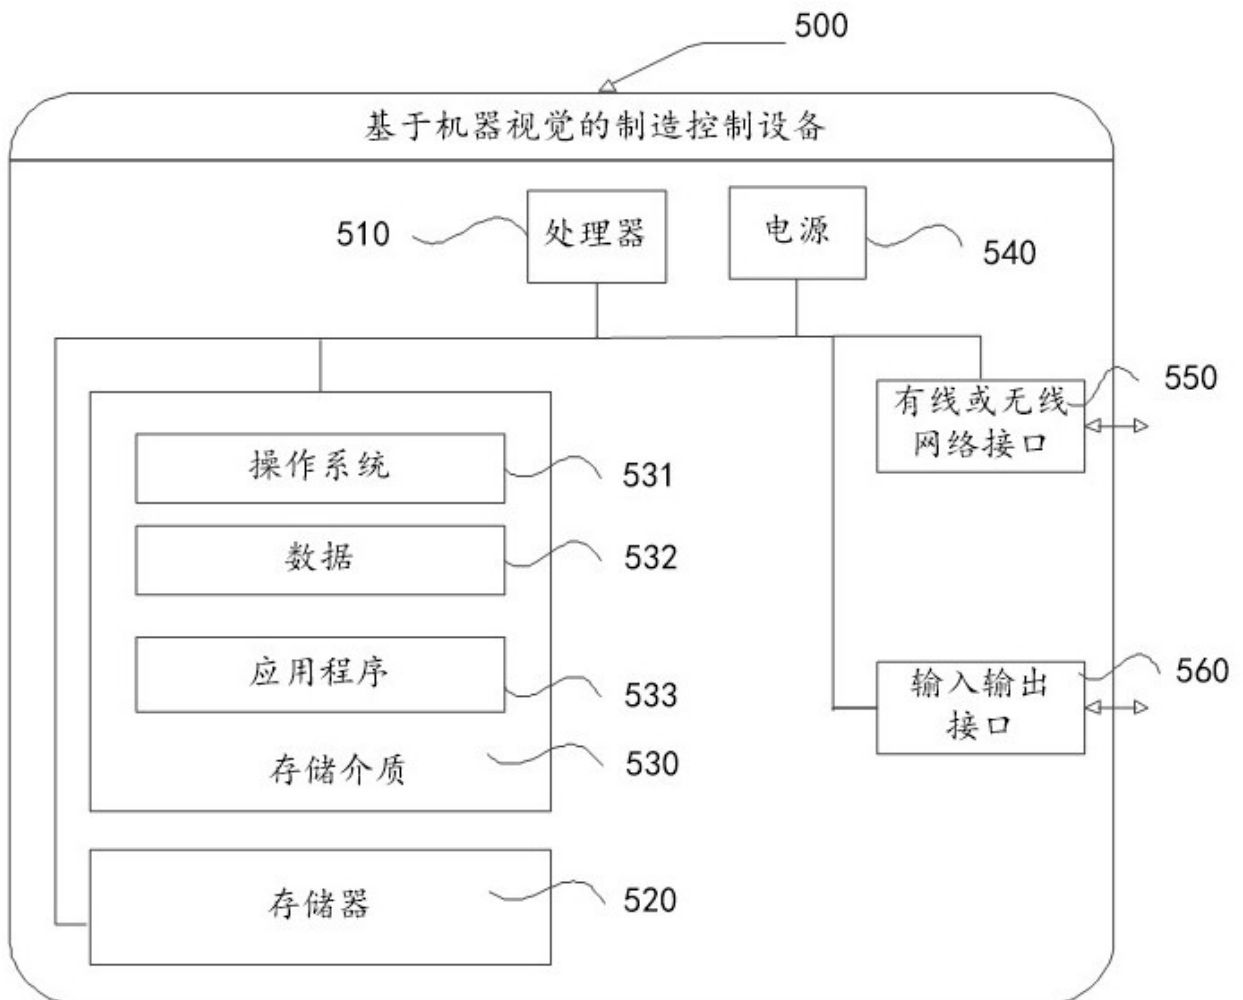 500
基于机器视觉的制造控制设备
510
处理器
电源
540
有线或无线
网络接口
550
操作系统
531
数据
532
应用程序
533
存储介质
530
输入输出
接口
560
存储器
520